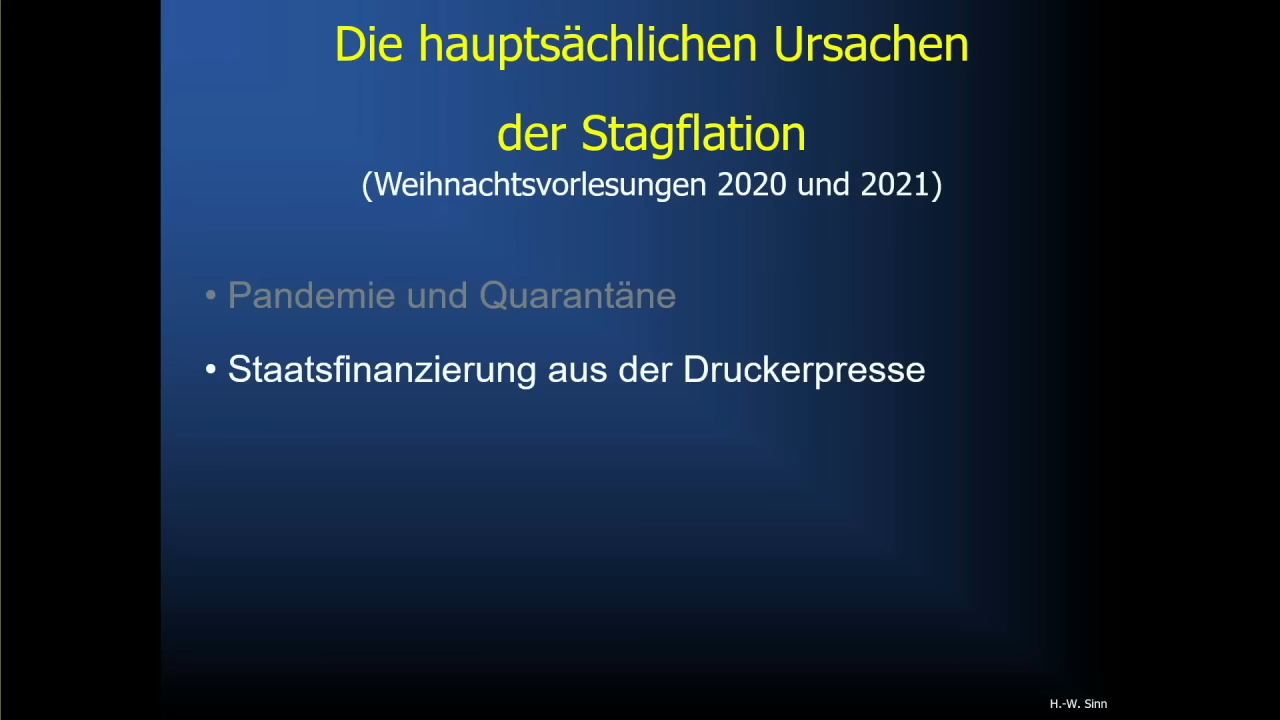 Die hauptsächlichen Ursachen
der Stagflation
(Weihnachtsvorlesungen 2020 und 2021)
• Pandemie und Quarantäne
• Staatsfinanzierung aus der Druckerpresse
H.-W. Sinn